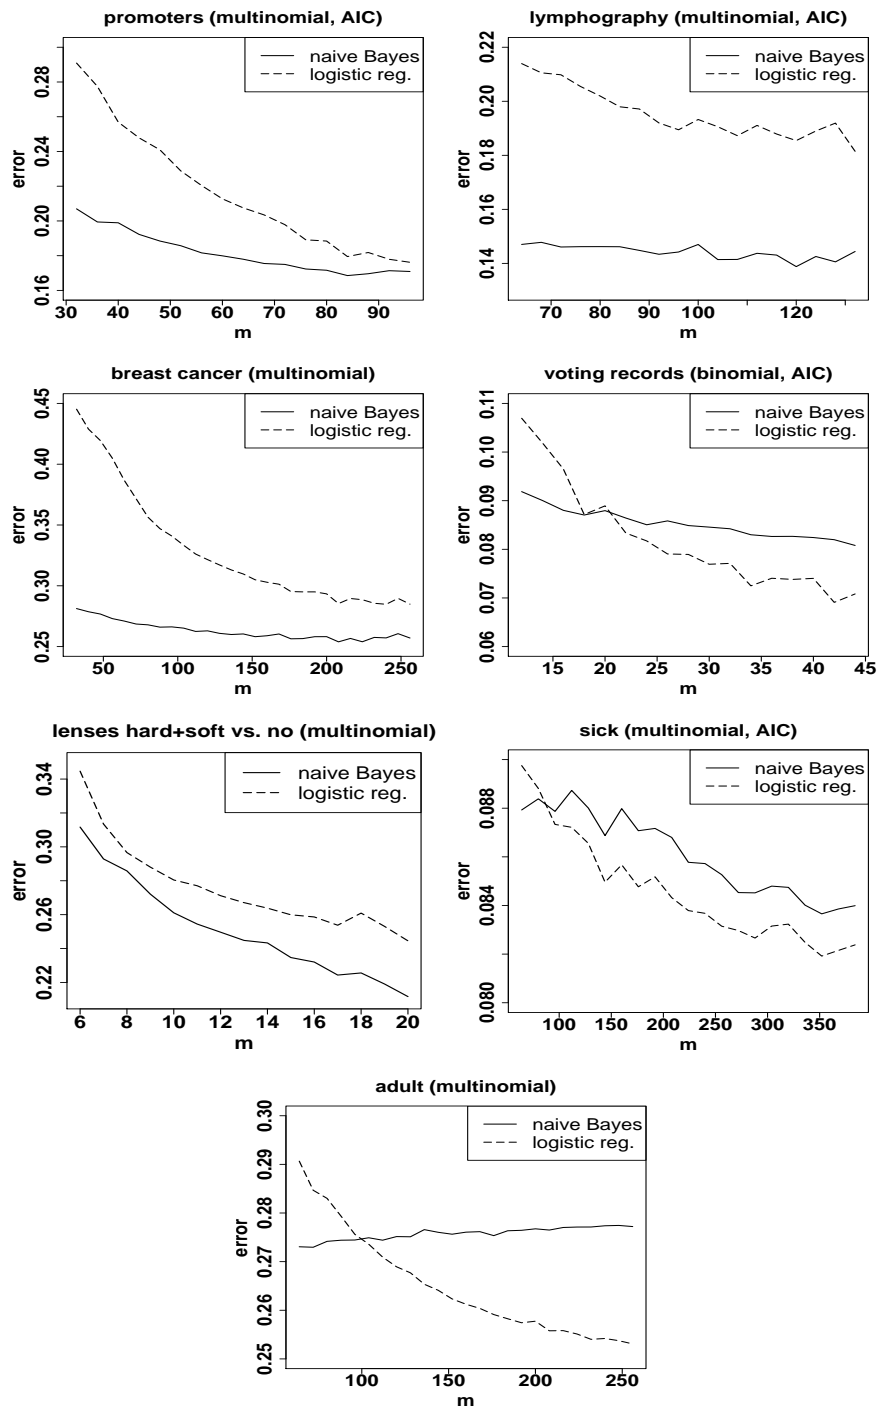 promoters (multinomial, AIC)
naive Bayes
logistic reg.
error
0.28
0.24
0.20
0.16
30 40 50 60 70 80 90
m
lymphography (multinomial, AIC)
naive Bayes
logistic reg.
error
0.22
0.20
0.18
0.16
0.14
70 80 100 120
m
breast cancer (multinomial)
naive Bayes
logistic reg.
error
0.45
0.40
0.35
0.30
0.25
50 100 150 200 250
m
voting records (binomial, AIC)
naive Bayes
logistic reg.
error
0.11
0.10
0.09
0.08
0.07
0.06
15 20 25 30 35 40 45
m
lenses hard+soft vs. no (multinomial)
naive Bayes
logistic reg.
error
0.34
0.30
0.26
0.22
6 8 10 12 14 16 18 20
m
sick (multinomial, AIC)
naive Bayes
logistic reg.
error
0.088
0.084
0.080
100 150 200 250 300 350
m
adult (multinomial)
naive Bayes
logistic reg.
error
0.30
0.29
0.28
0.27
0.26
0.25
100 150 200 250
m